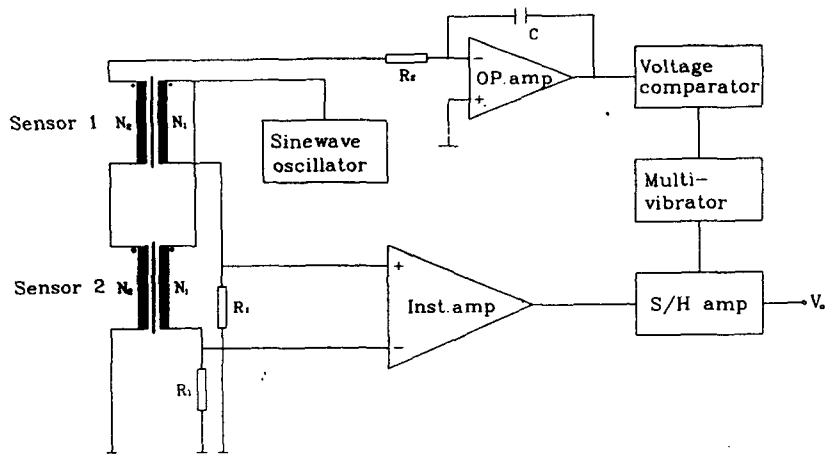 C
R₂
−
OP.amp
+
Voltage
comparator
Sensor 1
N₂
N₁
Sinewave
oscillator
Multi-
vibrator
Sensor 2
N₂
N₁
+
Inst.amp
−
S/H amp
Vₒ
R₁
R₁